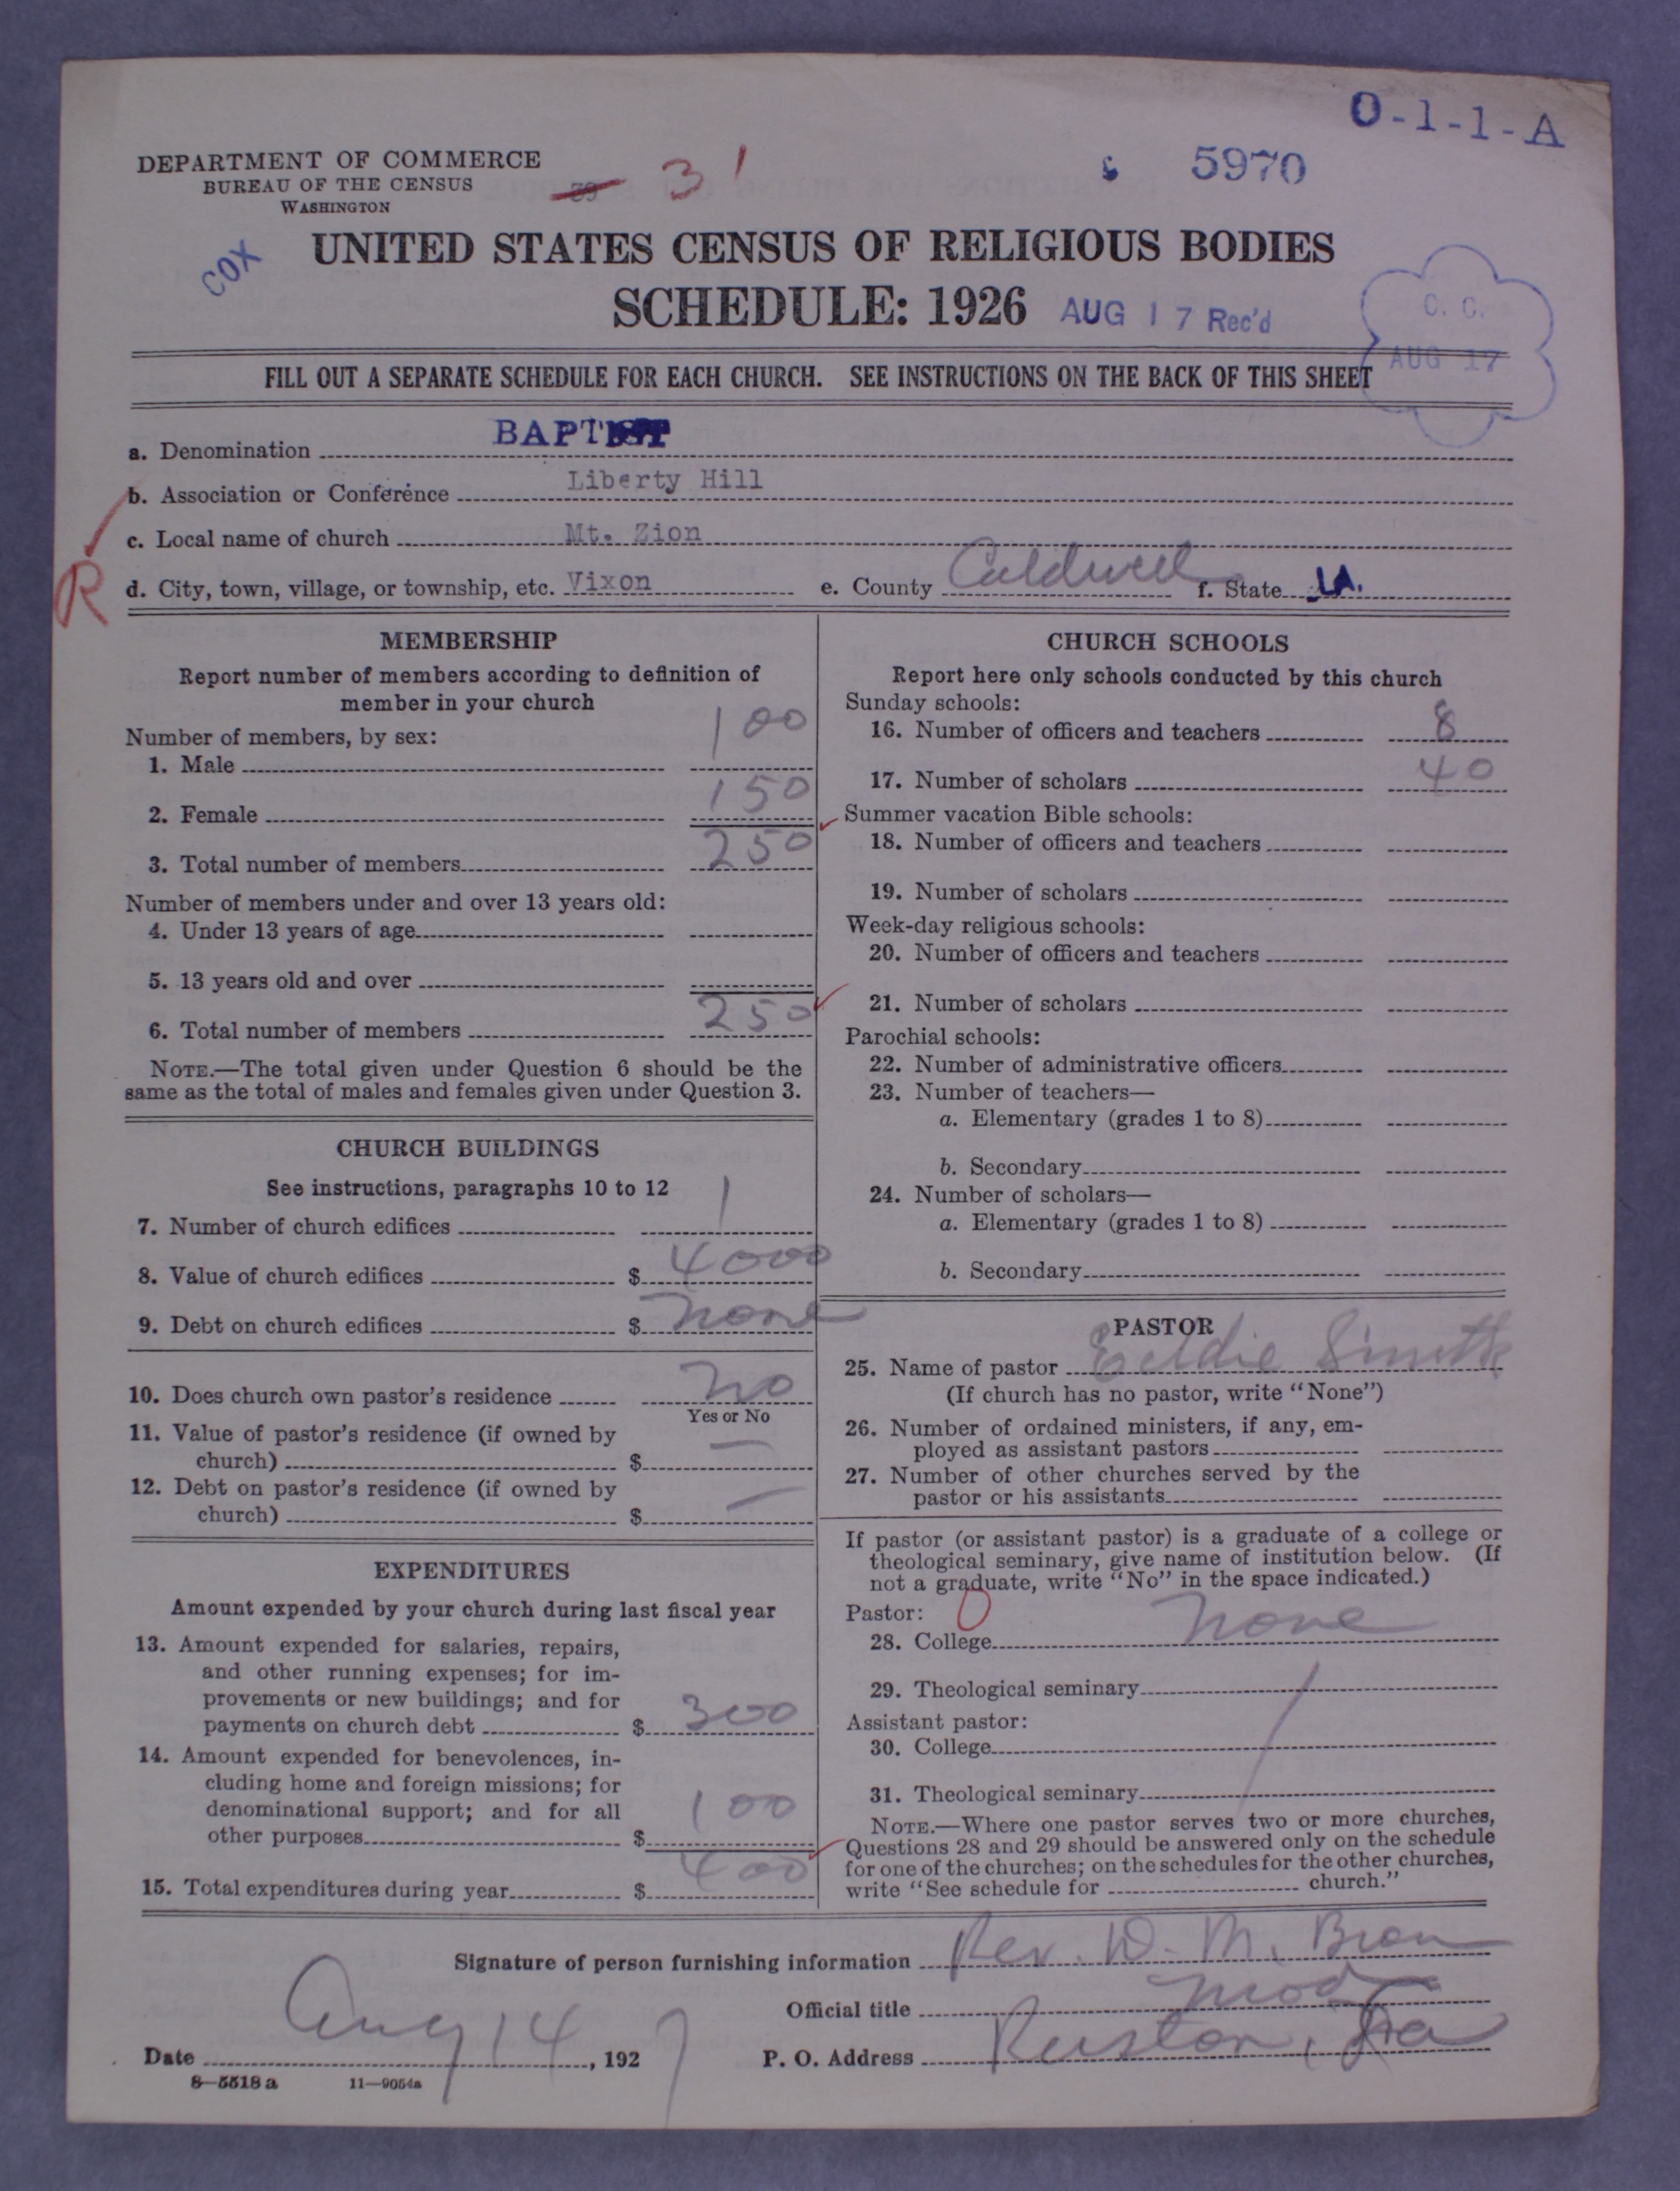 O-1-1-A
DEPARTMENT OF COMMERCE
BUREAU OF THE CENSUS
WASHINGTON
39 31
5970
COX
UNITED STATES CENSUS OF RELIGIOUS BODIES
SCHEDULE: 1926 AUG 17 Rec'd
C. C.
AUG 17
FILL OUT A SEPARATE SCHEDULE FOR EACH CHURCH. SEE INSTRUCTIONS ON THE BACK OF THIS SHEET
a. Denomination BAPTIST
b. Association or Conference Liberty Hill
c. Local name of church Mt. Zion
R
d. City, town, village, or township, etc. Vixon e. County Caldwell f. State LA.
MEMBERSHIP
Report number of members according to definition of
member in your church
Number of members, by sex:
1. Male 100
2. Female 150
3. Total number of members 250
Number of members under and over 13 years old:
4. Under 13 years of age
5. 13 years old and over
6. Total number of members 250
NOTE.—The total given under Question 6 should be the
same as the total of males and females given under Question 3.
CHURCH BUILDINGS
See instructions, paragraphs 10 to 12
7. Number of church edifices 1
8. Value of church edifices $ 4000
9. Debt on church edifices $ none
10. Does church own pastor's residence no
Yes or No
11. Value of pastor's residence (if owned by
church) $ —
12. Debt on pastor's residence (if owned by
church) $ —
EXPENDITURES
Amount expended by your church during last fiscal year
13. Amount expended for salaries, repairs,
and other running expenses; for im-
provements or new buildings; and for
payments on church debt $ 300
14. Amount expended for benevolences, in-
cluding home and foreign missions; for
denominational support; and for all
other purposes $ 100
15. Total expenditures during year $ 400
CHURCH SCHOOLS
Report here only schools conducted by this church
Sunday schools:
16. Number of officers and teachers 8
17. Number of scholars 40
Summer vacation Bible schools:
18. Number of officers and teachers
19. Number of scholars
Week-day religious schools:
20. Number of officers and teachers
21. Number of scholars
Parochial schools:
22. Number of administrative officers
23. Number of teachers—
a. Elementary (grades 1 to 8)
b. Secondary
24. Number of scholars—
a. Elementary (grades 1 to 8)
b. Secondary
PASTOR
25. Name of pastor Smith
(If church has no pastor, write "None")
26. Number of ordained ministers, if any, em-
ployed as assistant pastors
27. Number of other churches served by the
pastor or his assistants
If pastor (or assistant pastor) is a graduate of a college or
theological seminary, give name of institution below. (If
not a graduate, write "No" in the space indicated.)
Pastor: 0
28. College none
29. Theological seminary
Assistant pastor:
30. College
31. Theological seminary
NOTE.—Where one pastor serves two or more churches,
Questions 28 and 29 should be answered only on the schedule
for one of the churches; on the schedules for the other churches,
write "See schedule for church."
Signature of person furnishing information Rev. W. M. Brown
Official title Mod
Date Aug 14, 1927 P. O. Address Ruston, La
8-5518 a 11-9054a